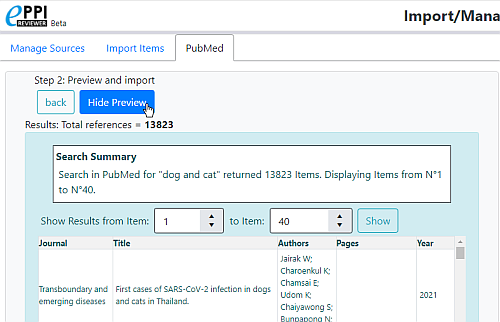 ePPI
REVIEWER Beta
Import/Mana
Manage Sources Import Items PubMed
Step 2: Preview and import
back Hide Preview
Results: Total references = 13823
Search Summary
Search in PubMed for "dog and cat" returned 13823 Items. Displaying Items from N°1
to N°40.
Show Results from Item: 1 to Item: 40 Show
Journal Title Authors Pages Year
Jairak W;
Charoenkul K;
Chamsai E;
Transboundary and First cases of SARS-CoV-2 infection in dogs Udom K; 2021
emerging diseases and cats in Thailand. Chaiyawong S;
Bunpapong N;